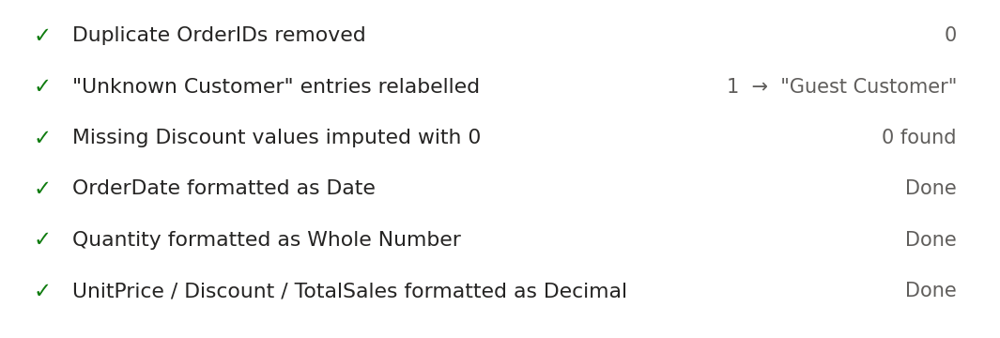 ✓ Duplicate OrderIDs removed 0
✓ "Unknown Customer" entries relabelled 1 → "Guest Customer"
✓ Missing Discount values imputed with 0 0 found
✓ OrderDate formatted as Date Done
✓ Quantity formatted as Whole Number Done
✓ UnitPrice / Discount / TotalSales formatted as Decimal Done